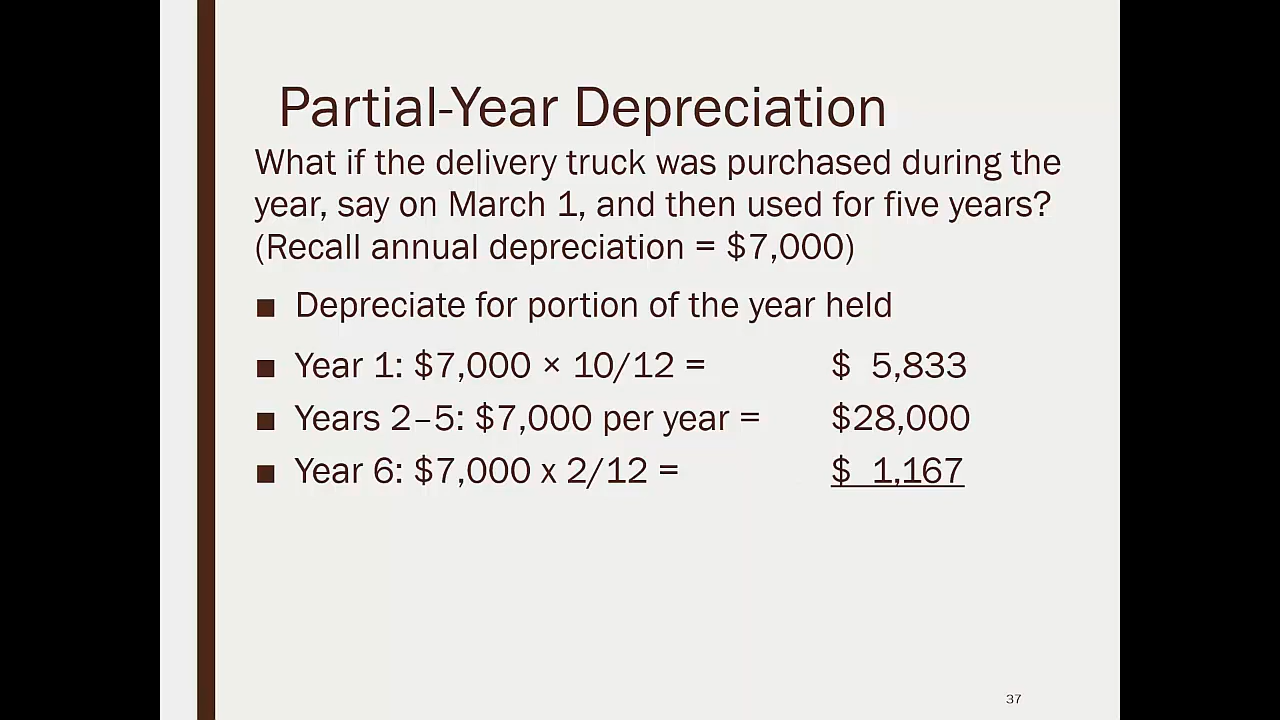 Partial-Year Depreciation
What if the delivery truck was purchased during the
year, say on March 1, and then used for five years?
(Recall annual depreciation = $7,000)
■ Depreciate for portion of the year held
■ Year 1: $7,000 × 10/12 = $ 5,833
■ Years 2–5: $7,000 per year = $28,000
■ Year 6: $7,000 x 2/12 = $ 1,167
37